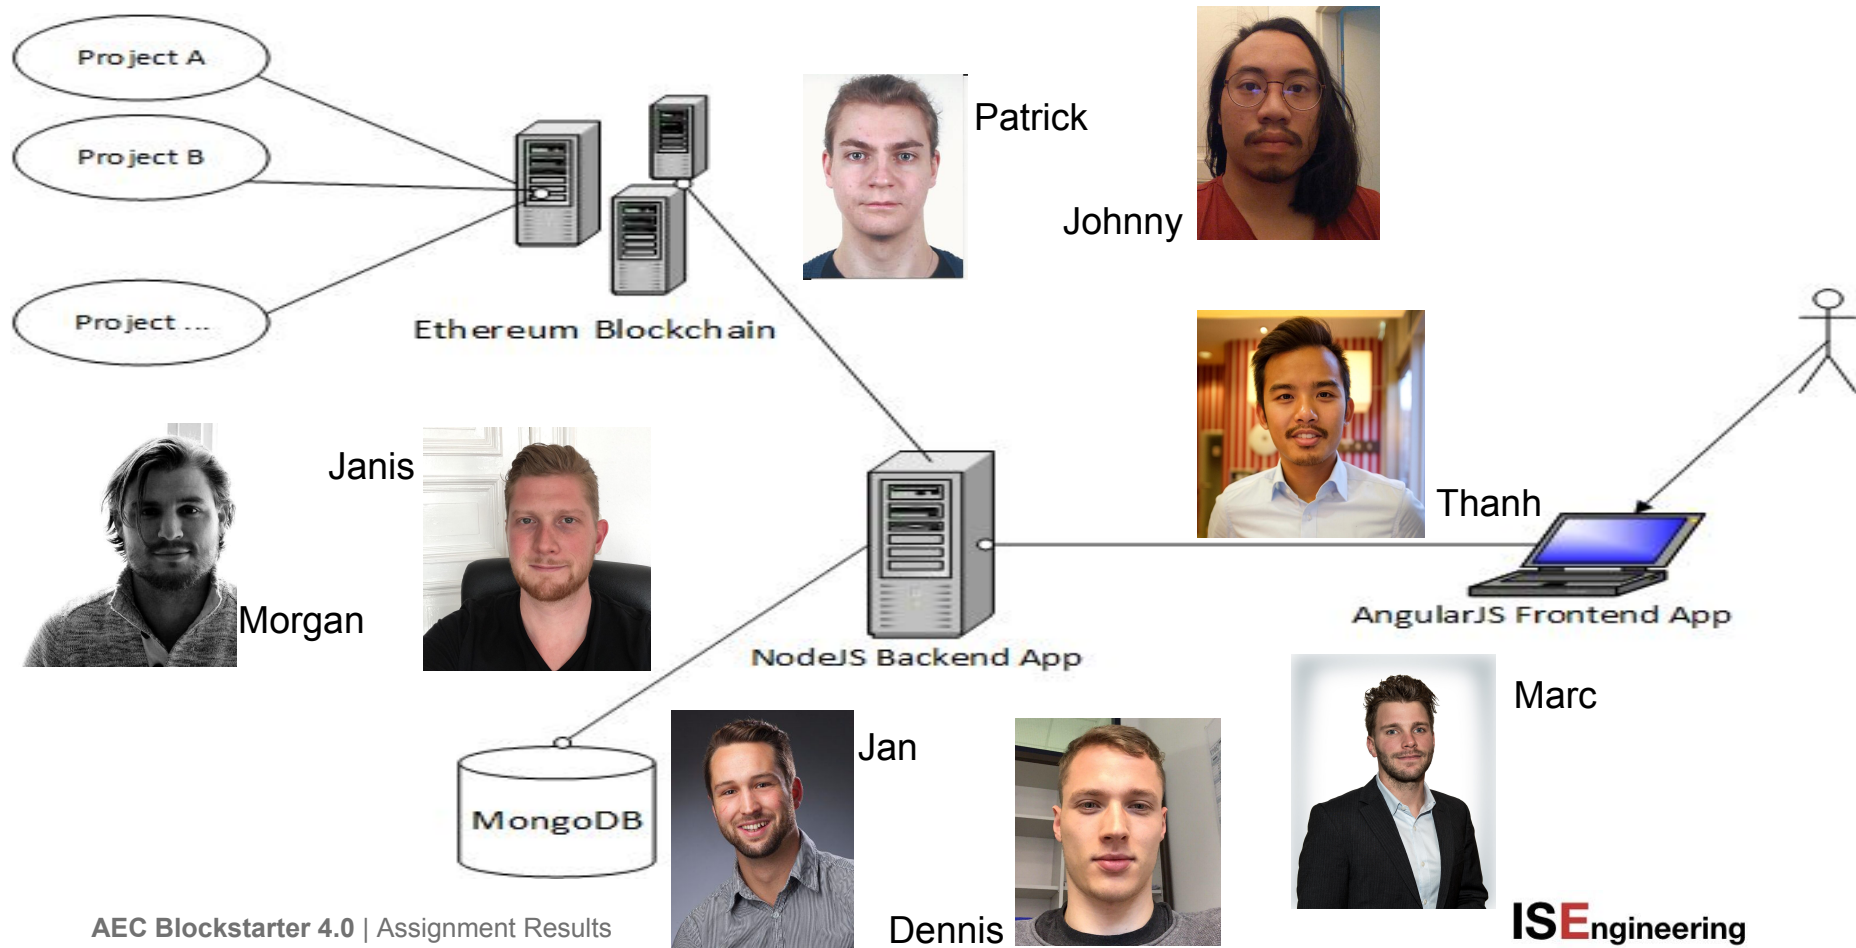 Project A
Project B
Project ...
Ethereum Blockchain
Patrick
Johnny
Janis
Morgan
Thanh
AngularJS Frontend App
NodeJS Backend App
Marc
Jan
MongoDB
Dennis
AEC Blockstarter 4.0 | Assignment Results
ISEngineering